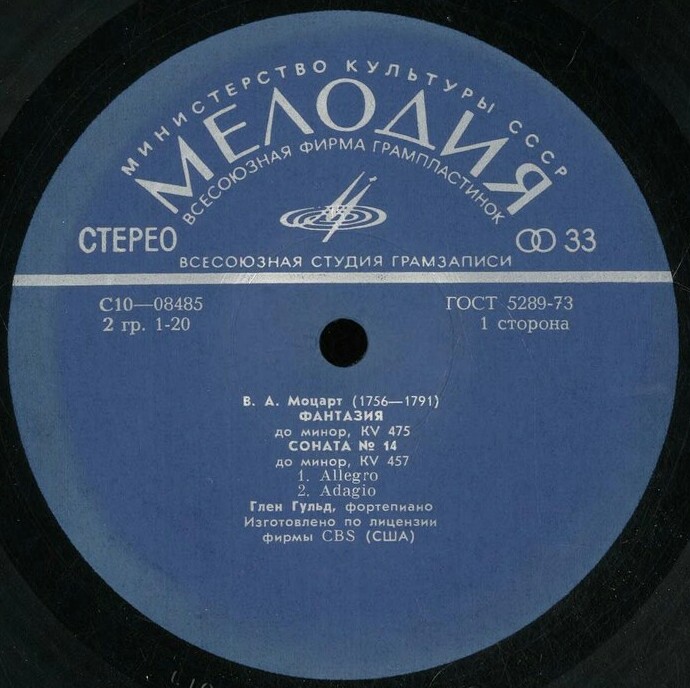 МИНИСТЕРСТВО КУЛЬТУРЫ СССР
МЕЛОДИЯ
ВСЕСОЮЗНАЯ ФИРМА ГРАМПЛАСТИНОК
СТЕРЕО
33
ВСЕСОЮЗНАЯ СТУДИЯ ГРАМЗАПИСИ
С10—08485
ГОСТ 5289-73
2 гр. 1-20
1 сторона
В. А. Моцарт (1756—1791)
ФАНТАЗИЯ
до минор, KV 475
СОНАТА № 14
до минор, KV 457
1. Allegro
2. Adagio
Глен Гульд, фортепиано
Изготовлено по лицензии
фирмы CBS (США)